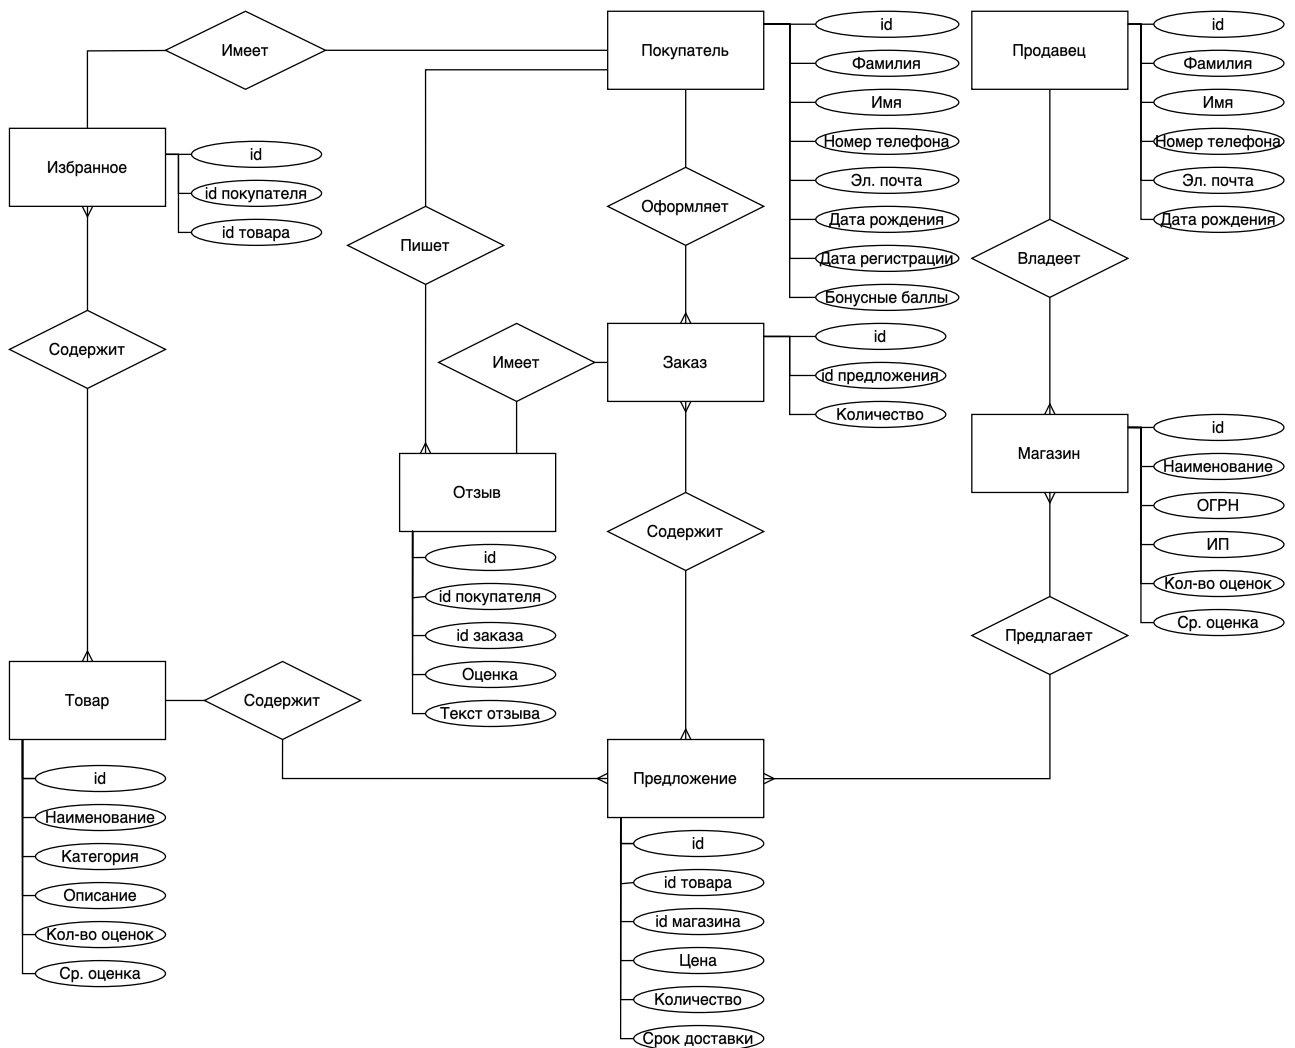 Имеет
Покупатель
id
Фамилия
Имя
Номер телефона
Эл. почта
Дата рождения
Дата регистрации
Бонусные баллы
Продавец
id
Фамилия
Имя
Номер телефона
Эл. почта
Дата рождения
Избранное
id
id покупателя
id товара
Пишет
Оформляет
Владеет
Содержит
Имеет
Заказ
id
id предложения
Количество
Магазин
id
Наименование
ОГРН
ИП
Кол-во оценок
Ср. оценка
Отзыв
id
id покупателя
id заказа
Оценка
Текст отзыва
Содержит
Предлагает
Товар
id
Наименование
Категория
Описание
Кол-во оценок
Ср. оценка
Содержит
Предложение
id
id товара
id магазина
Цена
Количество
Срок доставки